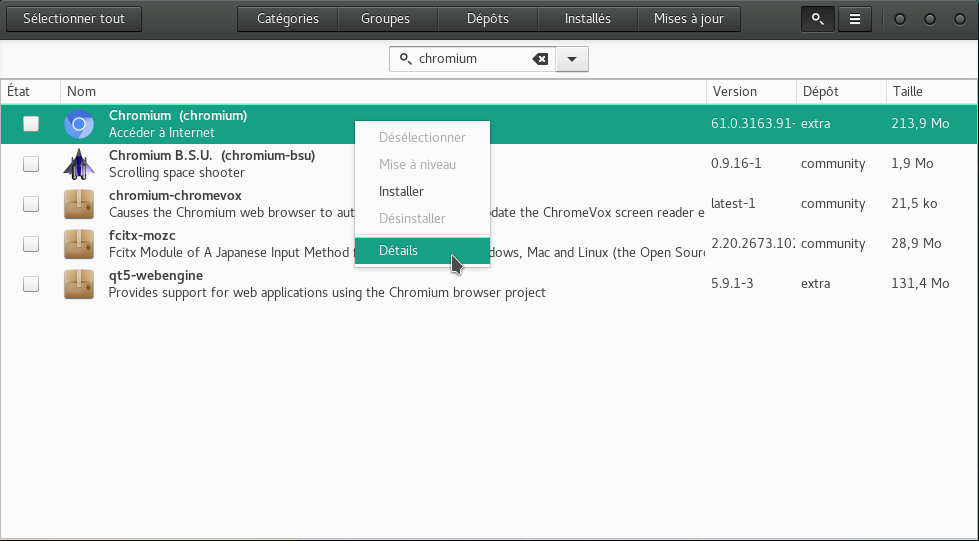 Sélectionner tout
Catégories
Groupes
Dépôts
Installés
Mises à jour
chromium
État
Nom
Version
Dépôt
Taille
Chromium (chromium)
Accéder à Internet
61.0.3163.91-
extra
213,9 Mo
Chromium B.S.U. (chromium-bsu)
Scrolling space shooter
0.9.16-1
community
1,9 Mo
chromium-chromevox
Causes the Chromium web browser to aut
pdate the ChromeVox screen reader e
latest-1
community
21,5 ko
fcitx-mozc
Fcitx Module of A Japanese Input Method f
dows, Mac and Linux (the Open Sourc
2.20.2673.102
community
28,9 Mo
qt5-webengine
Provides support for web applications using the Chromium browser project
5.9.1-3
extra
131,4 Mo
Désélectionner
Mise à niveau
Installer
Désinstaller
Détails